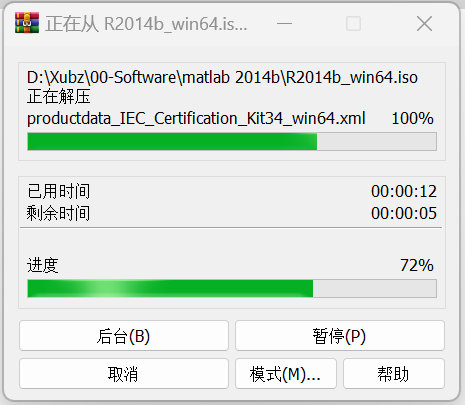 正在从 R2014b_win64.is...
D:\Xubz\00-Software\matlab 2014b\R2014b_win64.iso
正在解压
productdata_IEC_Certification_Kit34_win64.xml 100%
已用时间 00:00:12
剩余时间 00:00:05
进度 72%
后台(B) 暂停(P)
取消 模式(M)... 帮助